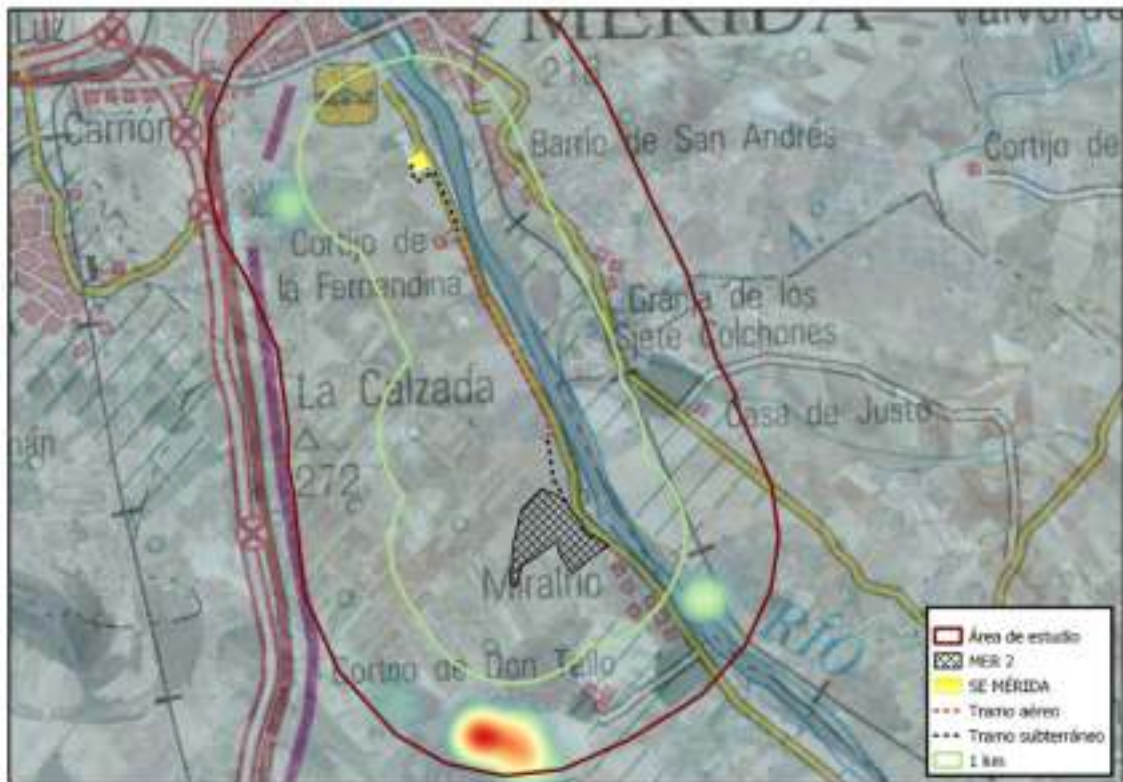 MÉRIDA
Barrio de San Andrés
Cortijo de
Cortijo de
la Fernandina
Granja de los
Siete Colchones
La Calzada
Casa de Justo
272
Miralrío
Cortijo de Don Tello
RÍO
Área de estudio
MER 2
SE MÉRIDA
Tramo aéreo
Tramo subterráneo
1 km